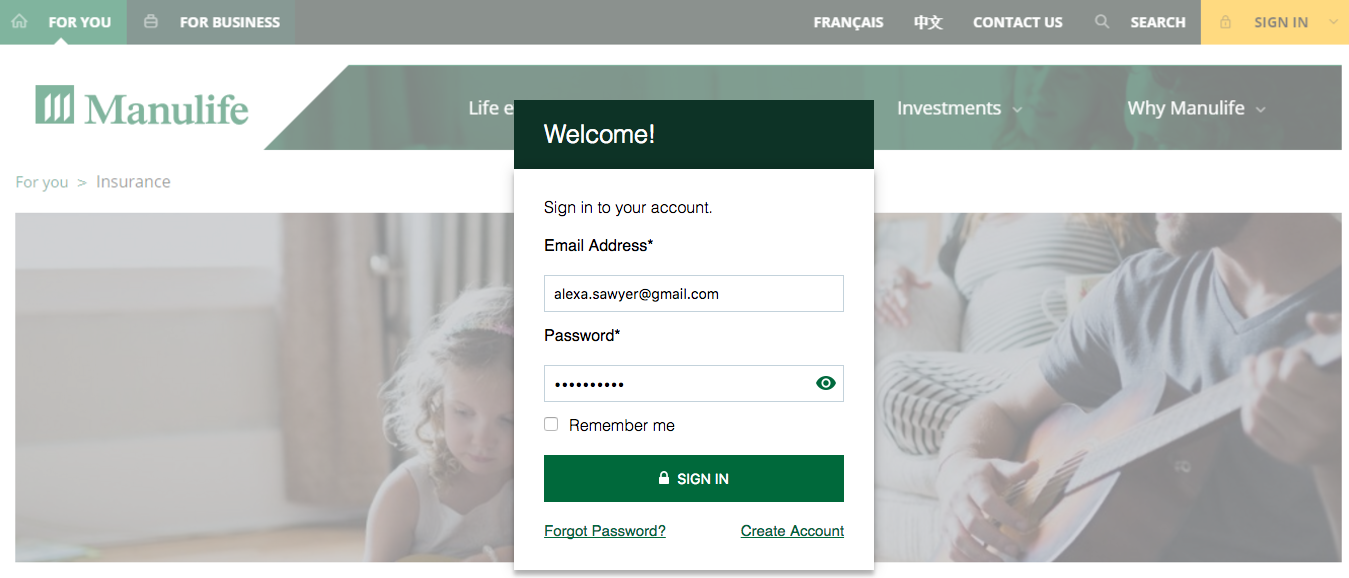 FOR YOU
FOR BUSINESS
FRANÇAIS
中文
CONTACT US
SEARCH
SIGN IN
Manulife
Life e
Investments
Why Manulife
For you > Insurance
Welcome!
Sign in to your account.
Email Address*
alexa.sawyer@gmail.com
Password*
••••••••••
Remember me
SIGN IN
Forgot Password?
Create Account